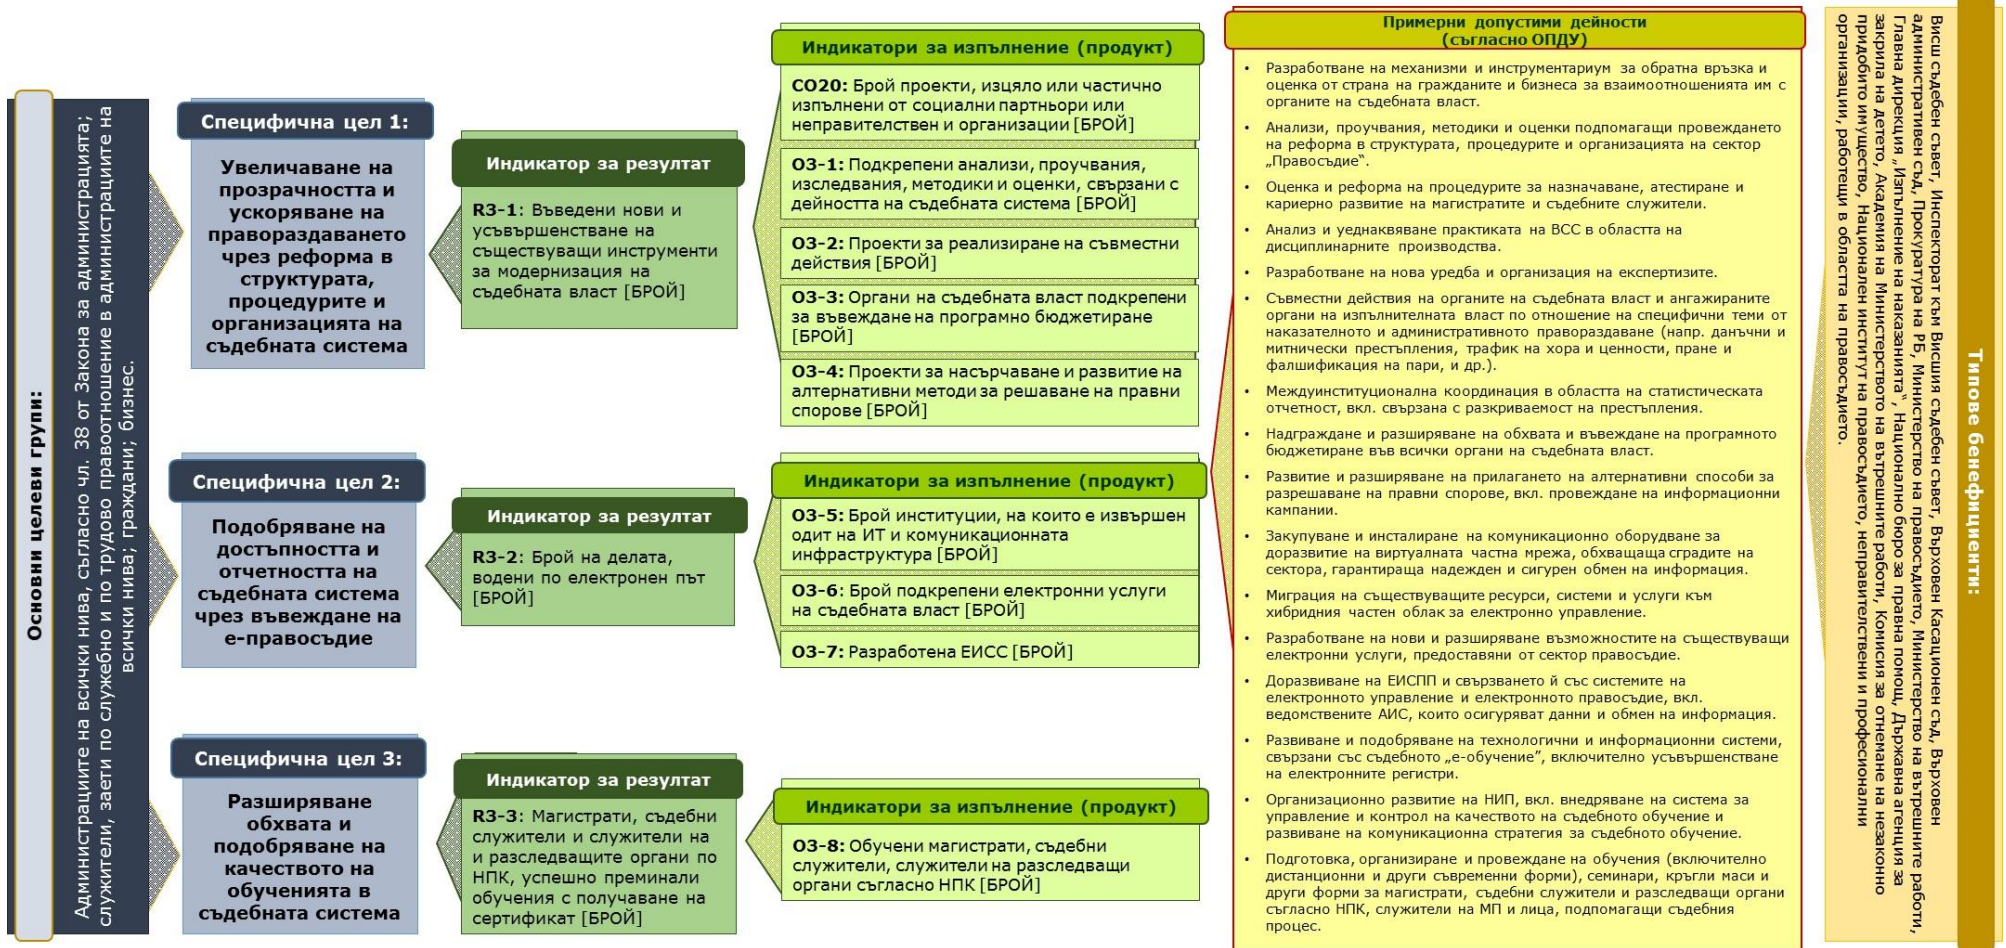 Основни целеви групи:
Администрациите на всички нива, съгласно чл. 38 от Закона за администрацията;
служители, заети по служебно и по трудово правоотношение в администрациите на
всички нива; граждани; бизнес.
Специфична цел 1:
Увеличаване на
прозрачността и
ускоряване на
правораздаването
чрез реформа в
структурата,
процедурите и
организацията на
съдебната система
Индикатор за резултат
R3-1: Въведени нови и
усъвършенстване на
съществуващи инструменти
за модернизация на
съдебната власт [БРОЙ]
Индикатори за изпълнение (продукт)
СО20: Брой проекти, изцяло или частично
изпълнени от социални партньори или
неправителствен и организации [БРОЙ]
О3-1: Подкрепени анализи, проучвания,
изследвания, методики и оценки, свързани с
дейността на съдебната система [БРОЙ]
О3-2: Проекти за реализиране на съвместни
действия [БРОЙ]
О3-3: Органи на съдебната власт подкрепени
за въвеждане на програмно бюджетиране
[БРОЙ]
О3-4: Проекти за насърчаване и развитие на
алтернативни методи за решаване на правни
спорове [БРОЙ]
Специфична цел 2:
Подобряване на
достъпността и
отчетността на
съдебната система
чрез въвеждане на
е-правосъдие
Индикатор за резултат
R3-2: Брой на делата,
водени по електронен път
[БРОЙ]
Индикатори за изпълнение (продукт)
О3-5: Брой институции, на които е извършен
одит на ИТ и комуникационната
инфраструктура [БРОЙ]
О3-6: Брой подкрепени електронни услуги
на съдебната власт [БРОЙ]
О3-7: Разработена ЕИСС [БРОЙ]
Специфична цел 3:
Разширяване
обхвата и
подобряване на
качеството на
обученията в
съдебната система
Индикатор за резултат
R3-3: Магистрати, съдебни
служители и служители на
и разследващите органи по
НПК, успешно преминали
обучения с получаване на
сертификат [БРОЙ]
Индикатори за изпълнение (продукт)
О3-8: Обучени магистрати, съдебни
служители, служители на разследващи
органи съгласно НПК [БРОЙ]
Примерни допустими дейности
(съгласно ОПДУ)
• Разработване на механизми и инструментариум за обратна връзка и
оценка от страна на гражданите и бизнеса за взаимоотношенията им с
органите на съдебната власт.
• Анализи, проучвания, методики и оценки подпомагащи провеждането
на реформа в структурата, процедурите и организацията на сектор
„Правосъдие“.
• Оценка и реформа на процедурите за назначаване, атестиране и
кариерно развитие на магистратите и съдебните служители.
• Анализ и уеднаквяване практиката на ВСС в областта на
дисциплинарните производства.
• Разработване на нова уредба и организация на експертизите.
• Съвместни действия на органите на съдебната власт и ангажираните
органи на изпълнителната власт по отношение на специфични теми от
наказателното и административното правораздаване (напр. данъчни и
митнически престъпления, трафик на хора и ценности, пране и
фалшификация на пари, и др.).
• Междуинституционална координация в областта на статистическата
отчетност, вкл. свързана с разкриваемост на престъпления.
• Надграждане и разширяване на обхвата и въвеждане на програмното
бюджетиране във всички органи на съдебната власт.
• Развитие и разширяване на прилагането на алтернативни способи за
разрешаване на правни спорове, вкл. провеждане на информационни
кампании.
• Закупуване и инсталиране на комуникационно оборудване за
доразвитие на виртуалната частна мрежа, обхващаща сградите на
сектора, гарантираща надежден и сигурен обмен на информация.
• Миграция на съществуващите ресурси, системи и услуги към
хибридния частен облак за електронно управление.
• Разработване на нови и разширяване възможностите на съществуващи
електронни услуги, предоставяни от сектор правосъдие.
• Доразвиване на ЕИСПП и свързването й със системите на
електронното управление и електронното правосъдие, вкл.
ведомствените АИС, които осигуряват данни и обмен на информация.
• Развиване и подобряване на технологични и информационни системи,
свързани със съдебното „е-обучение”, включително усъвършенстване
на електронните регистри.
• Организационно развитие на НИП, вкл. внедряване на система за
управление и контрол на качеството на съдебното обучение и
развиване на комуникационна стратегия за съдебното обучение.
• Подготовка, организиране и провеждане на обучения (включително
дистанционни и други съвременни форми), семинари, кръгли маси и
други форми за магистрати, съдебни служители и разследващи органи
съгласно НПК, служители на МП и лица, подпомагащи съдебния
процес.
Типове бенефициенти:
Висш съдебен съвет, Инспекторат към Висшия съдебен съвет, Върховен Касационен съд, Върховен
административен съд, Прокуратура на РБ, Министерство на правосъдието, Министерство на вътрешните работи,
Главна дирекция „Изпълнение на наказанията“, Национално бюро за правна помощ, Държавна агенция за
закрила на детето, Академия на Министерството на вътрешните работи, Комисия за отнемане на незаконно
придобито имущество, Национален институт на правосъдието, неправителствени и професионални
организации, работещи в областта на правосъдието.